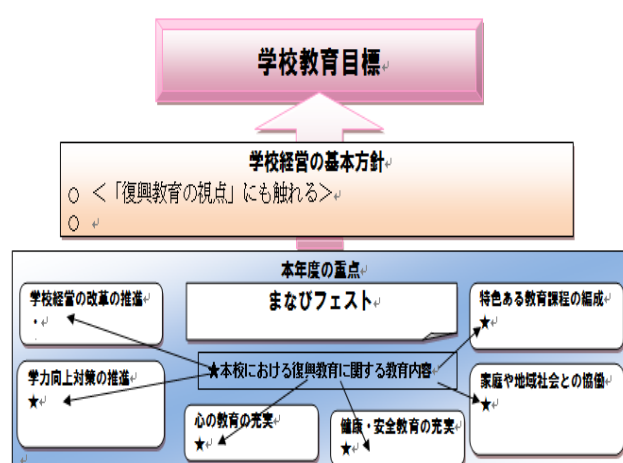 学校教育目標
学校経営の基本方針
○ ＜「復興教育の視点」にも触れる＞
○
本年度の重点
学校経営の改革の推進
・
まなびフェスト
特色ある教育課程の編成
★
★本校における復興教育に関する教育内容
学力向上対策の推進
★
家庭や地域社会との協働
★
心の教育の充実
★
健康・安全教育の充実
★